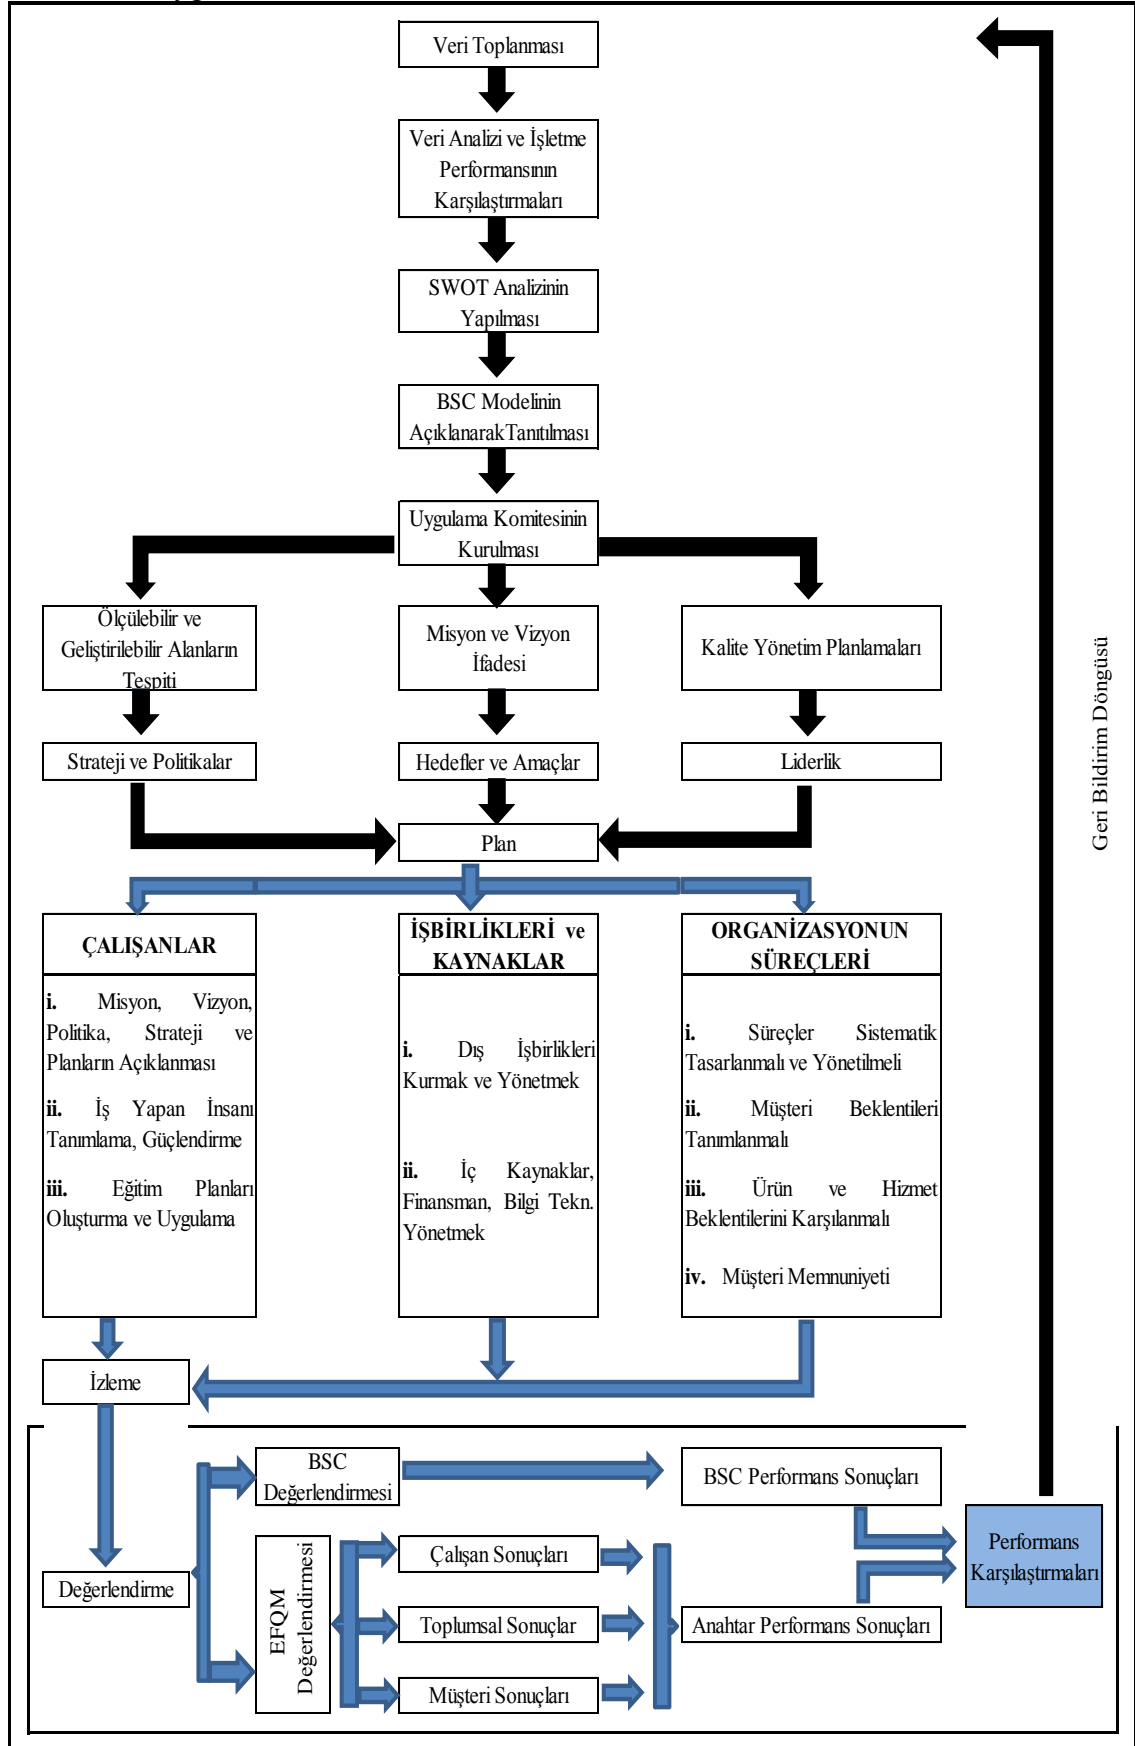 Veri Toplanması
Veri Analizi ve İşletme
Performansının
Karşılaştırmaları
SWOT Analizinin
Yapılması
BSC Modelinin
Açıklanarak Tanıtılması
Uygulama Komitesinin
Kurulması
Ölçülebilir ve
Geliştirilebilir Alanların
Tespiti
Misyon ve Vizyon
İfadesi
Kalite Yönetim Planlamaları
Strateji ve Politikalar
Hedefler ve Amaçlar
Liderlik
Plan
Geri Bildirim Döngüsü
ÇALIŞANLAR
i. Misyon, Vizyon,
Politika, Strateji ve
Planların Açıklanması
ii. İş Yapan İnsanı
Tanımlama, Güçlendirme
iii. Eğitim Planları
Oluşturma ve Uygulama
İŞBİRLİKLERİ ve
KAYNAKLAR
i. Dış İşbirlikleri
Kurmak ve Yönetmek
ii. İç Kaynaklar,
Finansman, Bilgi Tekn.
Yönetmek
ORGANİZASYONUN
SÜREÇLERİ
i. Süreçler Sistematik
Tasarlanmalı ve Yönetilmeli
ii. Müşteri Beklentileri
Tanımlanmalı
iii. Ürün ve Hizmet
Beklentilerini Karşılanmalı
iv. Müşteri Memnuniyeti
İzleme
Değerlendirme
BSC
Değerlendirmesi
BSC Performans Sonuçları
EFQM
Değerlendirmesi
Çalışan Sonuçları
Toplumsal Sonuçlar
Müşteri Sonuçları
Anahtar Performans Sonuçları
Performans
Karşılaştırmaları